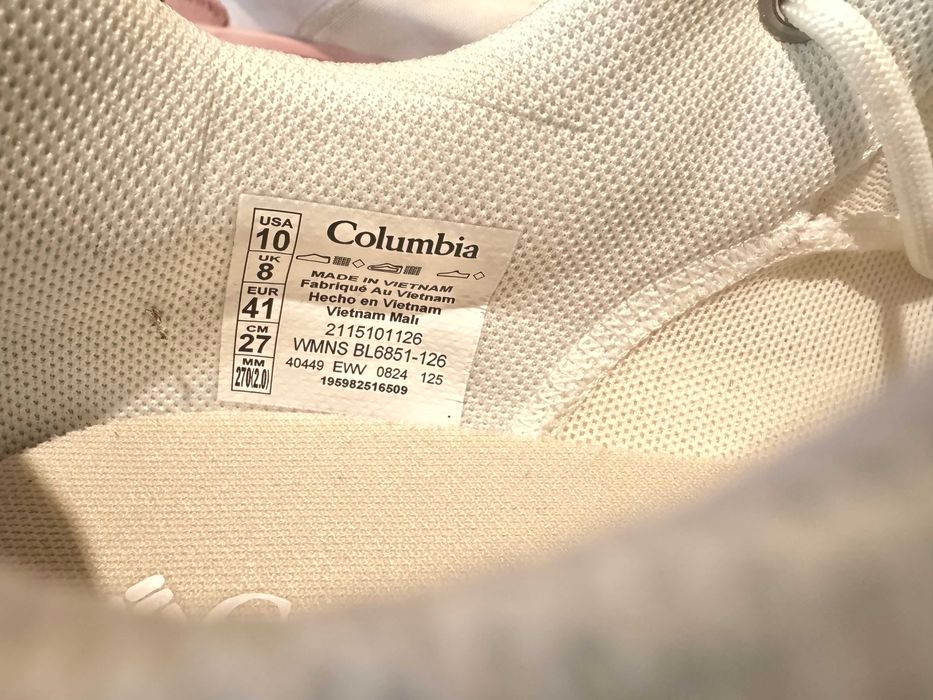 USA
10
UK
8
EUR
41
CM
27
MM
270(2.0)
Columbia
MADE IN VIETNAM
Fabriqué Au Vietnam
Hecho en Vietnam
Vietnam Malı
2115101126
WMNS BL6851-126
40449 EWV 0824 125
195982516509